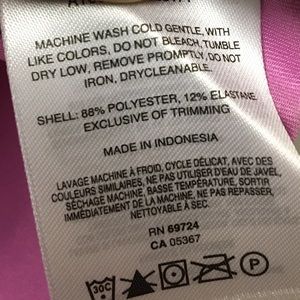 MACHINE WASH COLD GENTLE, WITH
LIKE COLORS, DO NOT BLEACH, TUMBLE
DRY LOW, REMOVE PROMPTLY, DO NOT
IRON, DRYCLEANABLE.
SHELL: 88% POLYESTER, 12% ELASTANE
EXCLUSIVE OF TRIMMING
MADE IN INDONESIA
LAVAGE MACHINE À FROID, CYCLE DÉLICAT, AVEC DES
COULEURS SIMILAIRES, NE PAS UTILISER D'EAU DE JAVEL,
SÉCHAGE MACHINE, BASSE TEMPÉRATURE, SORTIR
IMMÉDIATEMENT DE LA MACHINE, NE PAS REPASSER,
NETTOYABLE À SEC.
RN 69724
CA 05367
30C